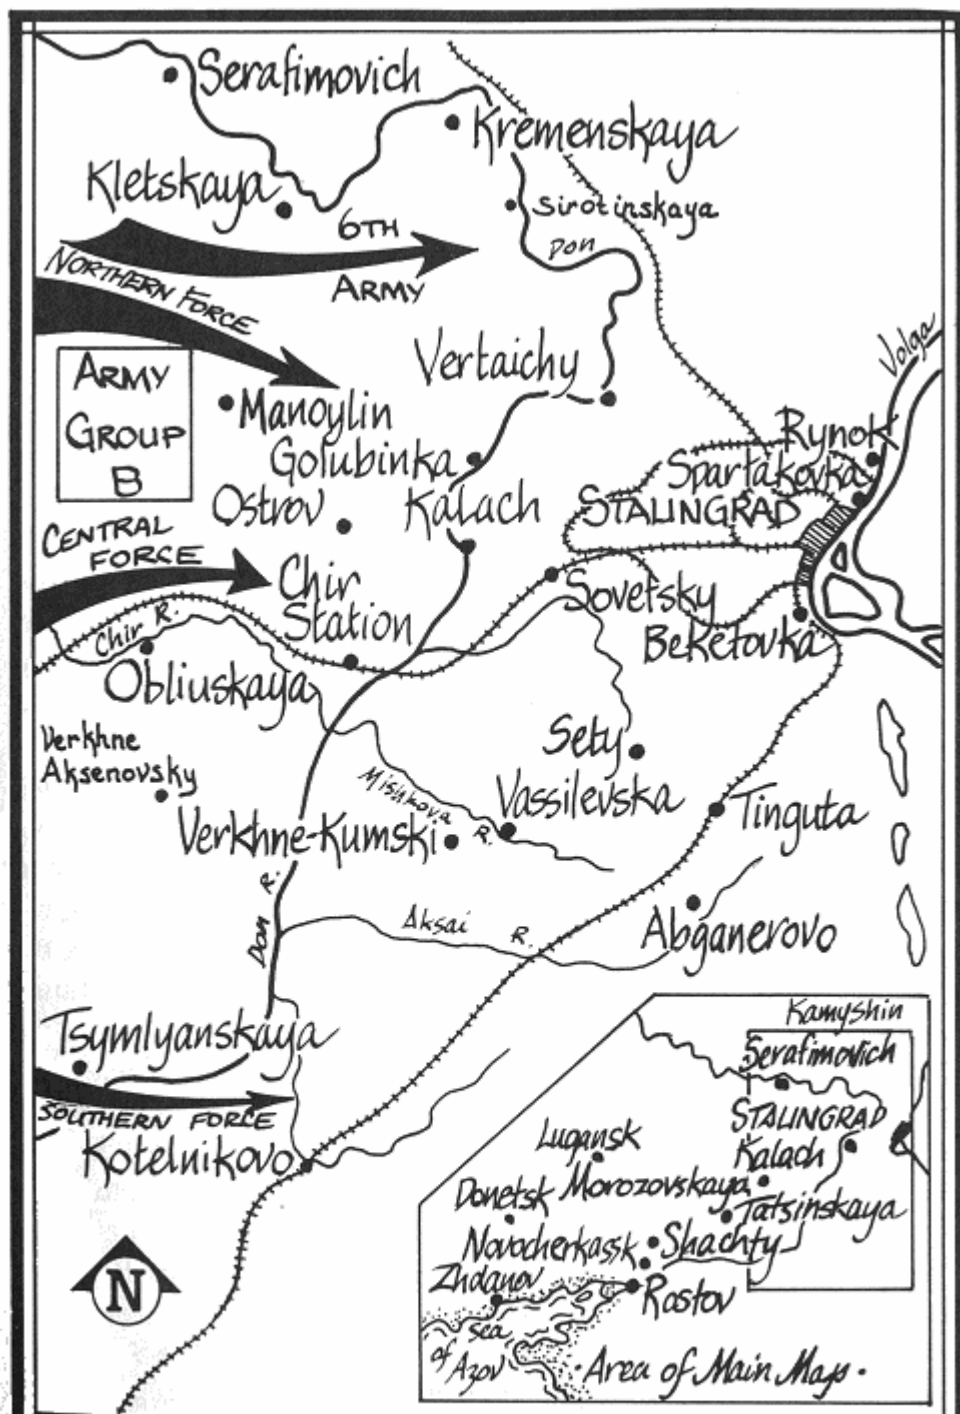 Serafimovich
Kremenskaya
Kletskaya
Sirotinskaya
6TH
ARMY
Don
NORTHERN FORCE
Volga
Vertaichy
ARMY
GROUP
B
Manoylin
Golubinka
Rynok
Spartakovka
Ostrov
Kalach
STALINGRAD
CENTRAL
FORCE
Chir
Station
Sovetsky
Chir R.
Beketovka
Obliuskaya
Verkhne
Aksenovsky
Sety
Mishkova R.
Vassilevska
Tinguta
Verkhne-Kumski
Don R.
Aksai R.
Abganerovo
Tsymlyanskaya
SOUTHERN FORCE
Kotelnikovo
N
Kamyshin
Serafimovich
STALINGRAD
Lugansk
Kalach
Donetsk
Morozovskaya
Tatsinskaya
Novocherkassk
Shachty
Zhdanov
Rostov
Sea
of
Azov
Area of Main Map.